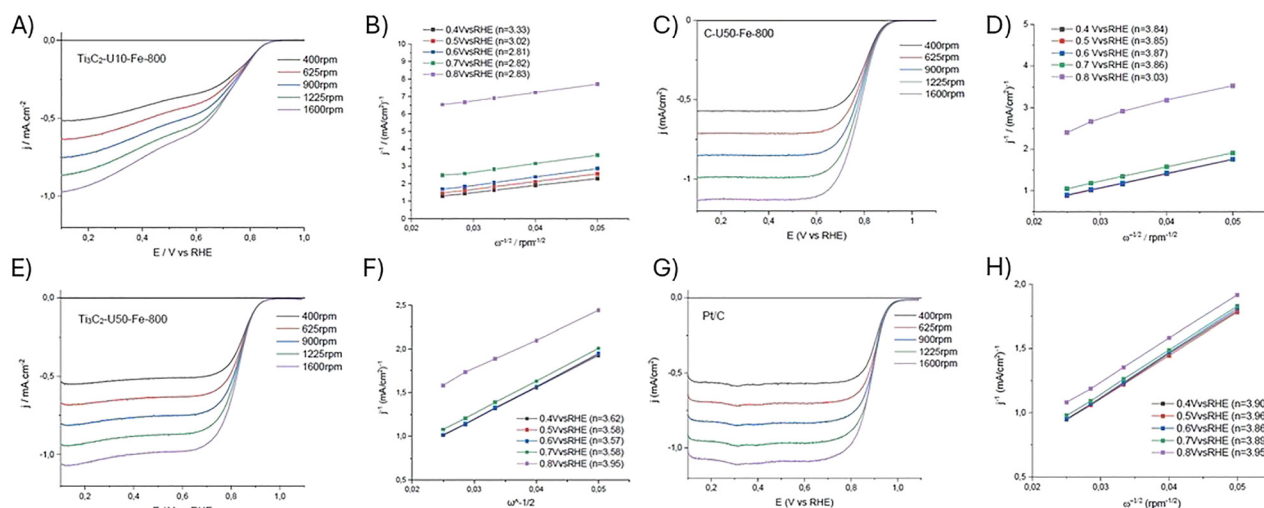 A)
0,0
-0,5
-1,0
j / mA.cm⁻²
Ti₃C₂-U10-Fe-800
400rpm
625rpm
900rpm
1225rpm
1600rpm
0,2 0,4 0,6 0,8 1,0
E / V vs RHE
B)
0.4VvsRHE (n=3.33)
0.5VvsRHE (n=3.02)
0.6VvsRHE (n=2.81)
0.7VvsRHE (n=2.82)
0.8VvsRHE (n=2.83)
10
9
8
7
6
5
4
3
2
1
0
j⁻¹ / (mA/cm²)⁻¹
0,02 0,03 0,04 0,05
ω⁻¹/² / rpm⁻¹/²
C)
C-U50-Fe-800
0,0
-0,5
-1
j (mA/cm²)
400rpm
625rpm
900rpm
1225rpm
1600rpm
0,2 0,4 0,6 0,8 1,0
E (V vs RHE)
D)
0.4 VvsRHE (n=3.84)
0.5 VvsRHE (n=3.85)
0.6 VvsRHE (n=3.87)
0.7 VvsRHE (n=3.86)
0.8 VvsRHE (n=3.03)
5
4
3
2
1
j⁻¹ / (mA/cm²)⁻¹
0,02 0,03 0,04 0,05
ω⁻¹/² / rpm⁻¹/²
E)
0,0
-0,5
-1,0
j / mA.cm⁻²
Ti₃C₂-U50-Fe-800
400rpm
625rpm
900rpm
1225rpm
1600rpm
0,2 0,4 0,6 0,8 1,0
E (V vs RHE)
F)
2,5
2,0
1,5
1,0
0,5
j⁻¹ (mA/cm²)⁻¹
0.4VvsRHE (n=3.62)
0.5VvsRHE (n=3.58)
0.6VvsRHE (n=3.57)
0.7VvsRHE (n=3.58)
0.8VvsRHE (n=3.95)
0,02 0,03 0,04 0,05
ω^-1/2
G)
0,0
-0,5
-1,0
j (mA/cm²)
Pt/C
400rpm
625rpm
900rpm
1225rpm
1600rpm
0,2 0,4 0,6 0,8 1,0
E (V vs RHE)
H)
2,0
1,5
1,0
0,5
j⁻¹ (mA/cm²)⁻¹
0.4VvsRHE (n=3.90
0.5VvsRHE (n=3.96
0.6VvsRHE (n=3.86
0.7VvsRHE (n=3.89
0.8VvsRHE (n=3.95
0,02 0,03 0,04 0,05
ω⁻¹/² (rpm⁻¹/²)